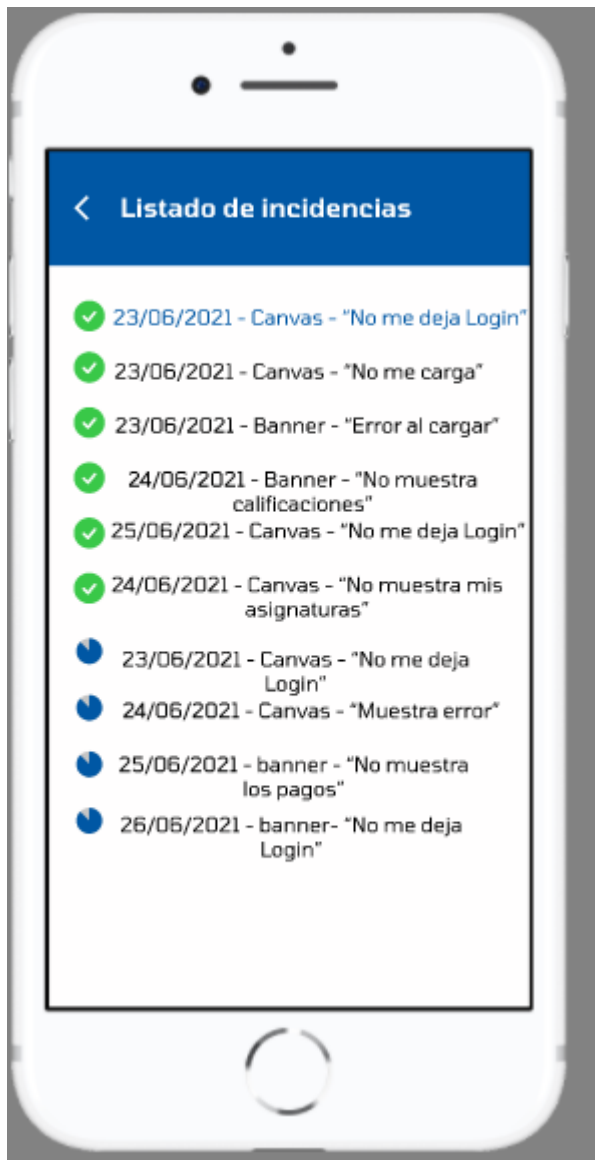 Listado de incidencias
23/06/2021 - Canvas - "No me deja Login"
23/06/2021 - Canvas - "No me carga"
23/06/2021 - Banner - "Error al cargar"
24/06/2021 - Banner - "No muestra
calificaciones"
25/06/2021 - Canvas - "No me deja Login"
24/06/2021 - Canvas - "No muestra mis
asignaturas"
23/06/2021 - Canvas - "No me deja
Login"
24/06/2021 - Canvas - "Muestra error"
25/06/2021 - banner - "No muestra
los pagos"
26/06/2021 - banner- "No me deja
Login"